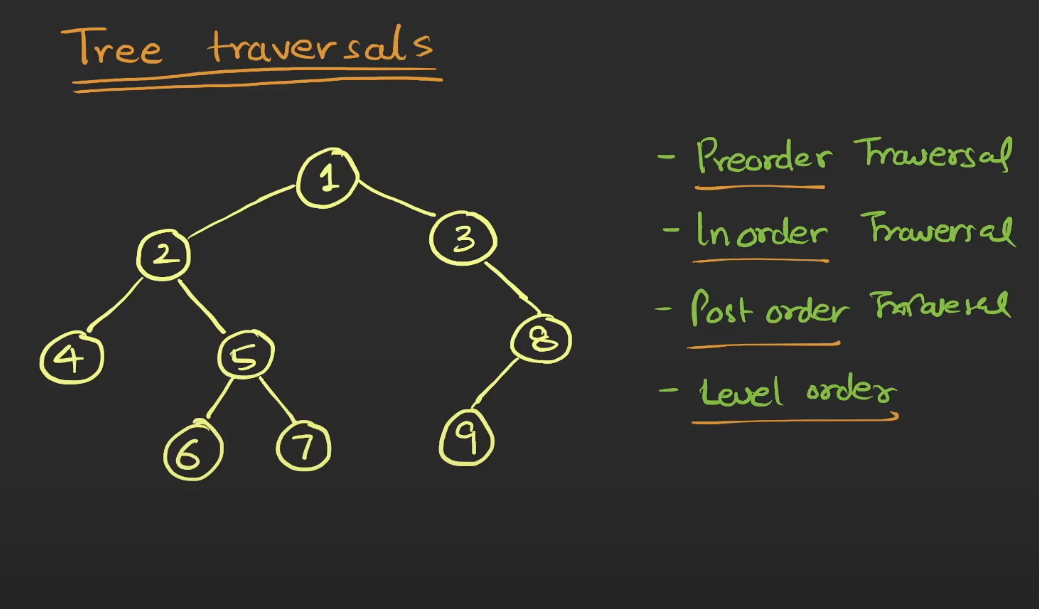 Tree traversals
1
2
3
4
5
8
6
7
9
- Preorder Traversal
- Inorder Traversal
- Post order
- Level order